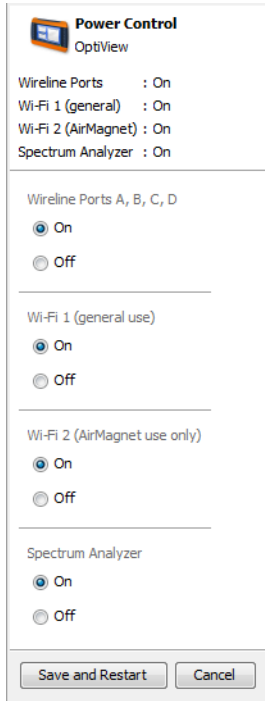 Power Control
OptiView
Wireline Ports : On
Wi-Fi 1 (general) : On
Wi-Fi 2 (AirMagnet) : On
Spectrum Analyzer : On
Wireline Ports A, B, C, D
On
Off
Wi-Fi 1 (general use)
On
Off
Wi-Fi 2 (AirMagnet use only)
On
Off
Spectrum Analyzer
On
Off
Save and Restart Cancel